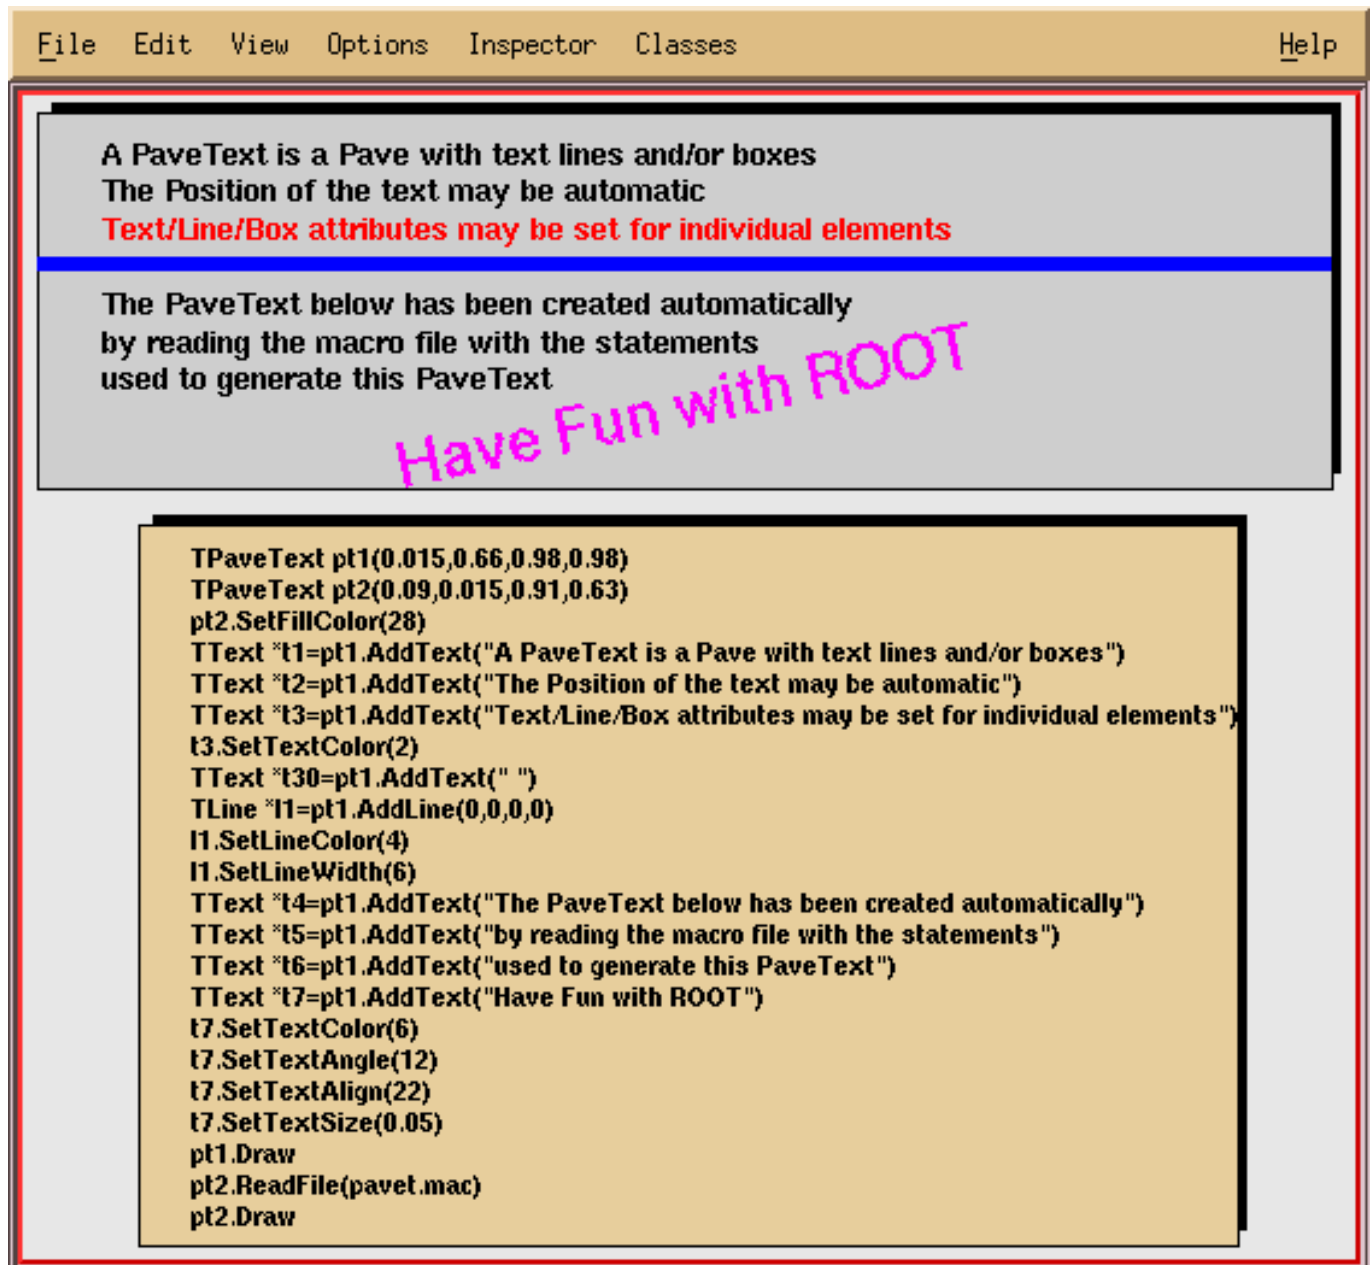 File Edit View Options Inspector Classes Help
A PaveText is a Pave with text lines and/or boxes
The Position of the text may be automatic
Text/Line/Box attributes may be set for individual elements
The PaveText below has been created automatically
by reading the macro file with the statements
used to generate this PaveText
Have Fun with ROOT
TPaveText pt1(0.015,0.66,0.98,0.98)
TPaveText pt2(0.09,0.015,0.91,0.63)
pt2.SetFillColor(28)
TText *t1=pt1.AddText("A PaveText is a Pave with text lines and/or boxes")
TText *t2=pt1.AddText("The Position of the text may be automatic")
TText *t3=pt1.AddText("Text/Line/Box attributes may be set for individual elements")
t3.SetTextColor(2)
TText *t30=pt1.AddText(" ")
TLine *l1=pt1.AddLine(0,0,0,0)
l1.SetLineColor(4)
l1.SetLineWidth(6)
TText *t4=pt1.AddText("The PaveText below has been created automatically")
TText *t5=pt1.AddText("by reading the macro file with the statements")
TText *t6=pt1.AddText("used to generate this PaveText")
TText *t7=pt1.AddText("Have Fun with ROOT")
t7.SetTextColor(6)
t7.SetTextAngle(12)
t7.SetTextAlign(22)
t7.SetTextSize(0.05)
pt1.Draw
pt2.ReadFile(pavet.mac)
pt2.Draw